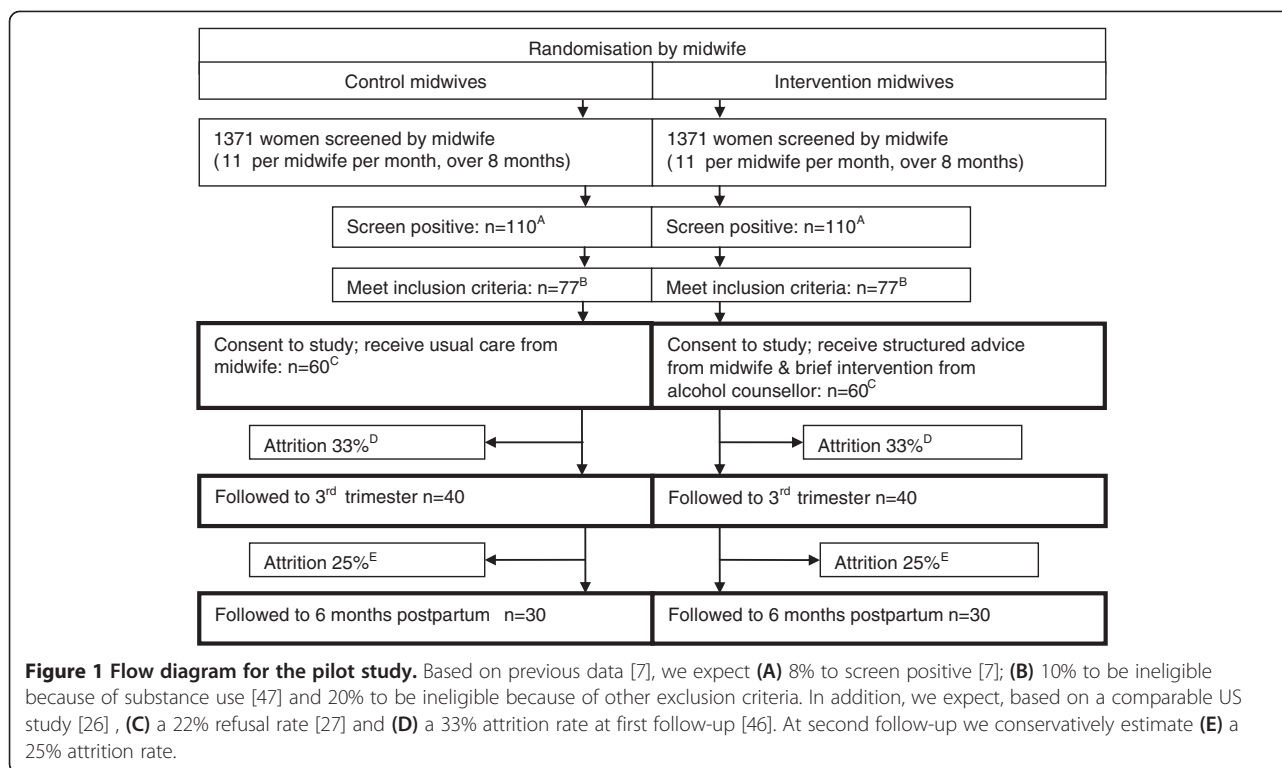 Randomisation by midwife
Control midwives
Intervention midwives
1371 women screened by midwife
(11 per midwife per month, over 8 months)
1371 women screened by midwife
(11 per midwife per month, over 8 months)
Screen positive: n=110A
Screen positive: n=110A
Meet inclusion criteria: n=77B
Meet inclusion criteria: n=77B
Consent to study; receive usual care from
midwife: n=60C
Consent to study; receive structured advice
from midwife & brief intervention from
alcohol counsellor: n=60C
Attrition 33%D
Attrition 33%D
Followed to 3rd trimester n=40
Followed to 3rd trimester n=40
Attrition 25%E
Attrition 25%E
Followed to 6 months postpartum n=30
Followed to 6 months postpartum n=30
Figure 1 Flow diagram for the pilot study. Based on previous data [7], we expect (A) 8% to screen positive [7]; (B) 10% to be ineligible
because of substance use [47] and 20% to be ineligible because of other exclusion criteria. In addition, we expect, based on a comparable US
study [26] , (C) a 22% refusal rate [27] and (D) a 33% attrition rate at first follow-up [46]. At second follow-up we conservatively estimate (E) a
25% attrition rate.